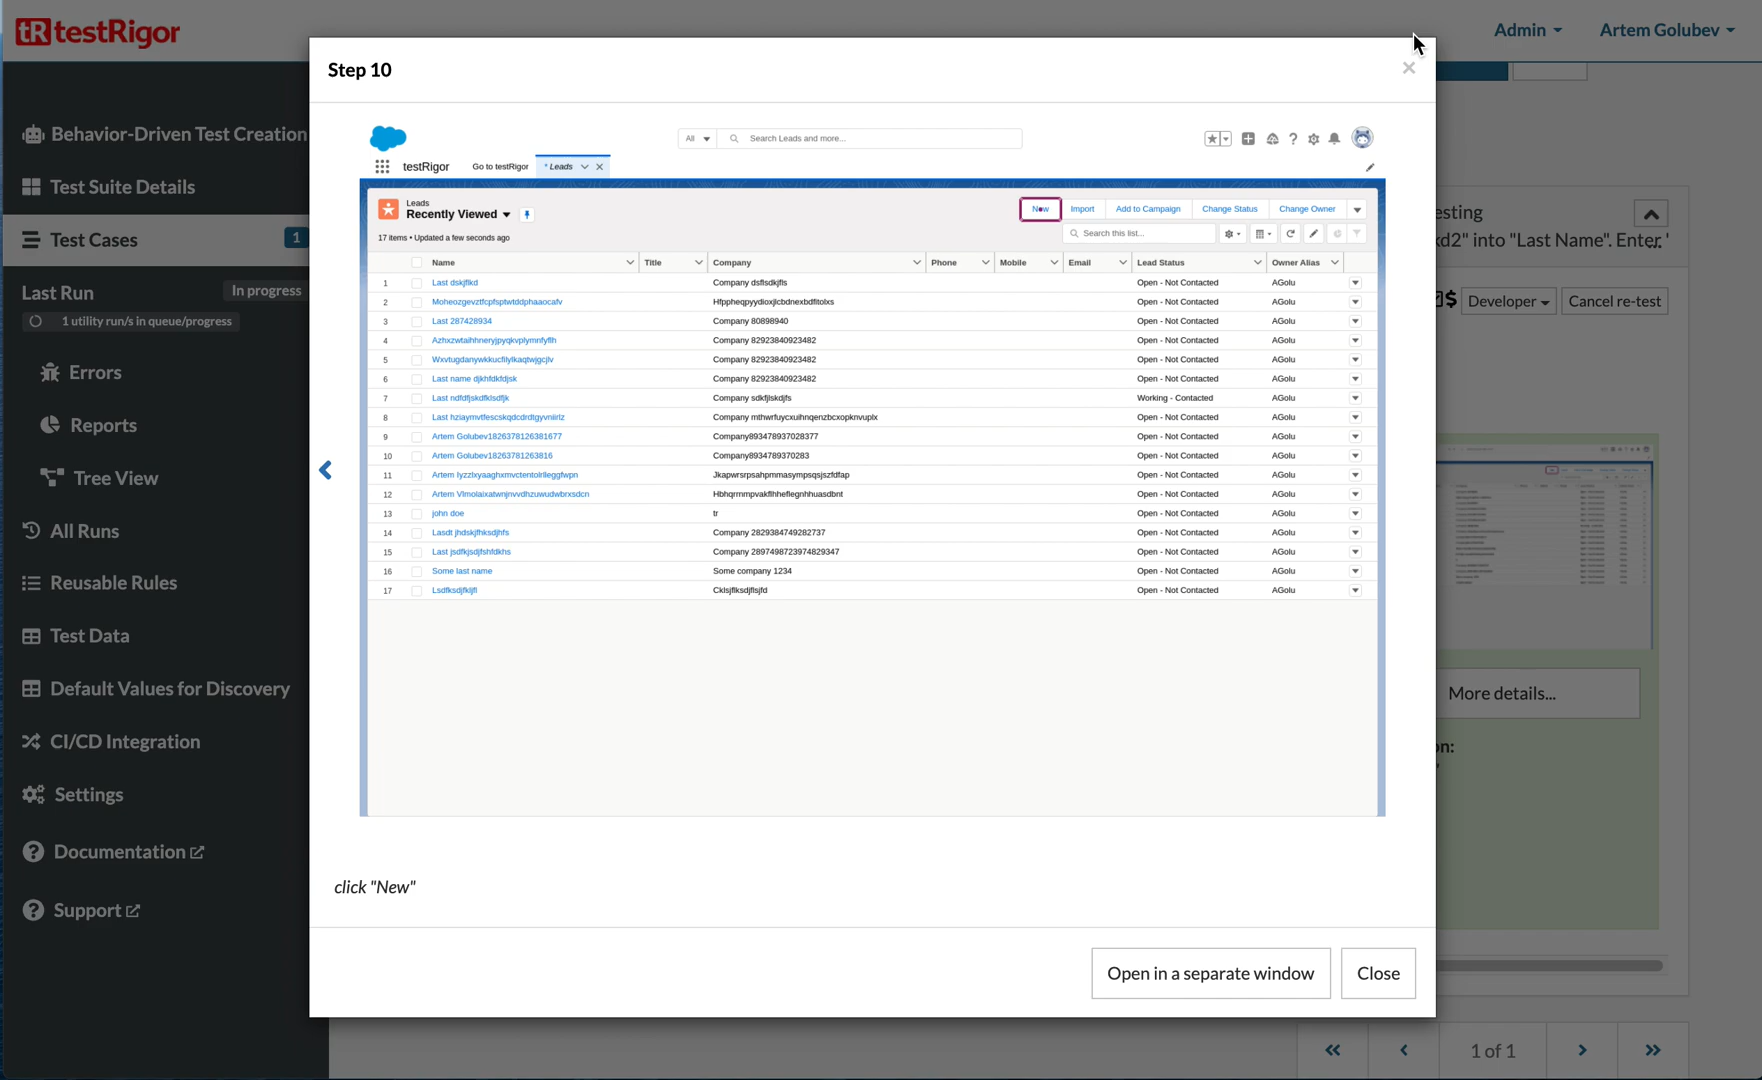 testRigor
Admin
Artem Golubev
Step 10
Behavior-Driven Test Creation
Test Suite Details
Test Cases
1
Last Run
In progress
1 utility run/s in queue/progress
Errors
Reports
Tree View
All Runs
Reusable Rules
Test Data
Default Values for Discovery
CI/CD Integration
Settings
Documentation
Support
All
Search Leads and more...
testRigor
Go to testRigor
* Leads
Leads
Recently Viewed
17 items • Updated a few seconds ago
New
Import
Add to Campaign
Change Status
Change Owner
Search this list...
Name Title Company Phone Mobile Email Lead Status Owner Alias
1 Last dskjflkd Company dsflsdkjfls Open - Not Contacted AGolu
2 Moheozgevztfcpfsptwtddphaaocafv Hfppheqpyydioxjlcbdnexbdfitolxs Open - Not Contacted AGolu
3 Last 287428934 Company 80898940 Open - Not Contacted AGolu
4 Azhxzwtalhhneryjpyqkvplymnfyflh Company 82923840923482 Open - Not Contacted AGolu
5 Wxvtugdanywkkucfilylkaqtwjgcjlv Company 82923840923482 Open - Not Contacted AGolu
6 Last name djkhfdkfdjsk Company 82923840923482 Open - Not Contacted AGolu
7 Last ndfdfjskdfklsdfjk Company sdkfjlskdjfs Working - Contacted AGolu
8 Last hziaymvtfescskqdcdrdtgyvniirlz Company mthwrfuycxuihnqenzbcxopknvuplx Open - Not Contacted AGolu
9 Artem Golubev1826378126381677 Company893478937028377 Open - Not Contacted AGolu
10 Artem Golubev18263781263816 Company8934789370283 Open - Not Contacted AGolu
11 Artem lyzzlxyaaghxmvctentolrlleggfwpn Jkapwrsrpsahpmmasympsqsjszfdfap Open - Not Contacted AGolu
12 Artem Vlmolaixatwnjnvvdhzuwudwbrxsdcn Hbhqrrnmpvakflhheflegnhhuasdbnt Open - Not Contacted AGolu
13 john doe tr Open - Not Contacted AGolu
14 Lasdt jhdskjfhksdjhfs Company 2829384749282737 Open - Not Contacted AGolu
15 Last jsdfkjsdjfshfdkhs Company 2897498723974829347 Open - Not Contacted AGolu
16 Some last name Some company 1234 Open - Not Contacted AGolu
17 Lsdfksdjfkljfl Cklsjflksdjflsjfd Open - Not Contacted AGolu
click "New"
Open in a separate window
Close
esting
kd2" into "Last Name". Enter "
$
Developer
Cancel re-test
More details...
on:
1 of 1